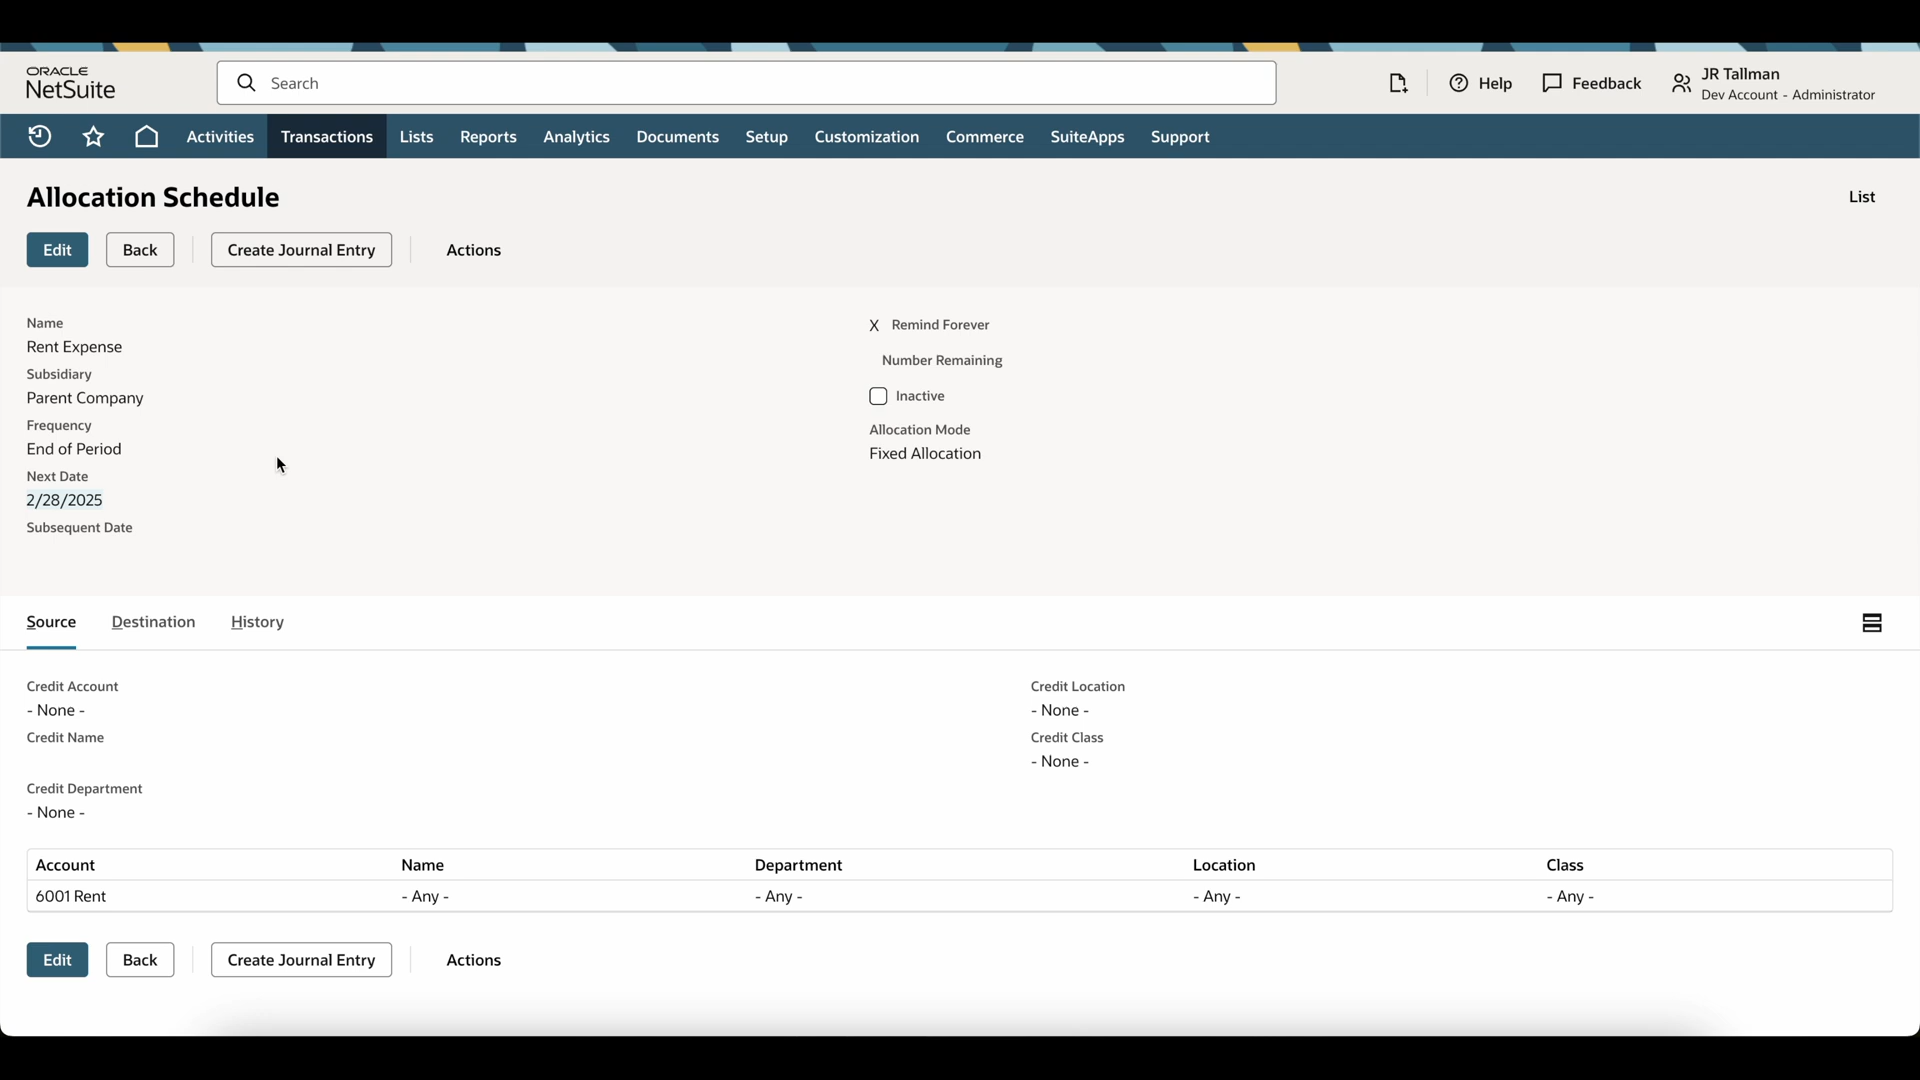 ORACLE
NetSuite
Search
Help
Feedback
JR Tallman
Dev Account - Administrator
Activities
Transactions
Lists
Reports
Analytics
Documents
Setup
Customization
Commerce
SuiteApps
Support
Allocation Schedule
List
Edit
Back
Create Journal Entry
Actions
Name
Rent Expense
Subsidiary
Parent Company
Frequency
End of Period
Next Date
2/28/2025
Subsequent Date
X Remind Forever
Number Remaining
Inactive
Allocation Mode
Fixed Allocation
Source
Destination
History
Credit Account
- None -
Credit Name
Credit Department
- None -
Credit Location
- None -
Credit Class
- None -
Account Name Department Location Class
6001 Rent - Any - - Any - - Any - - Any -
Edit
Back
Create Journal Entry
Actions